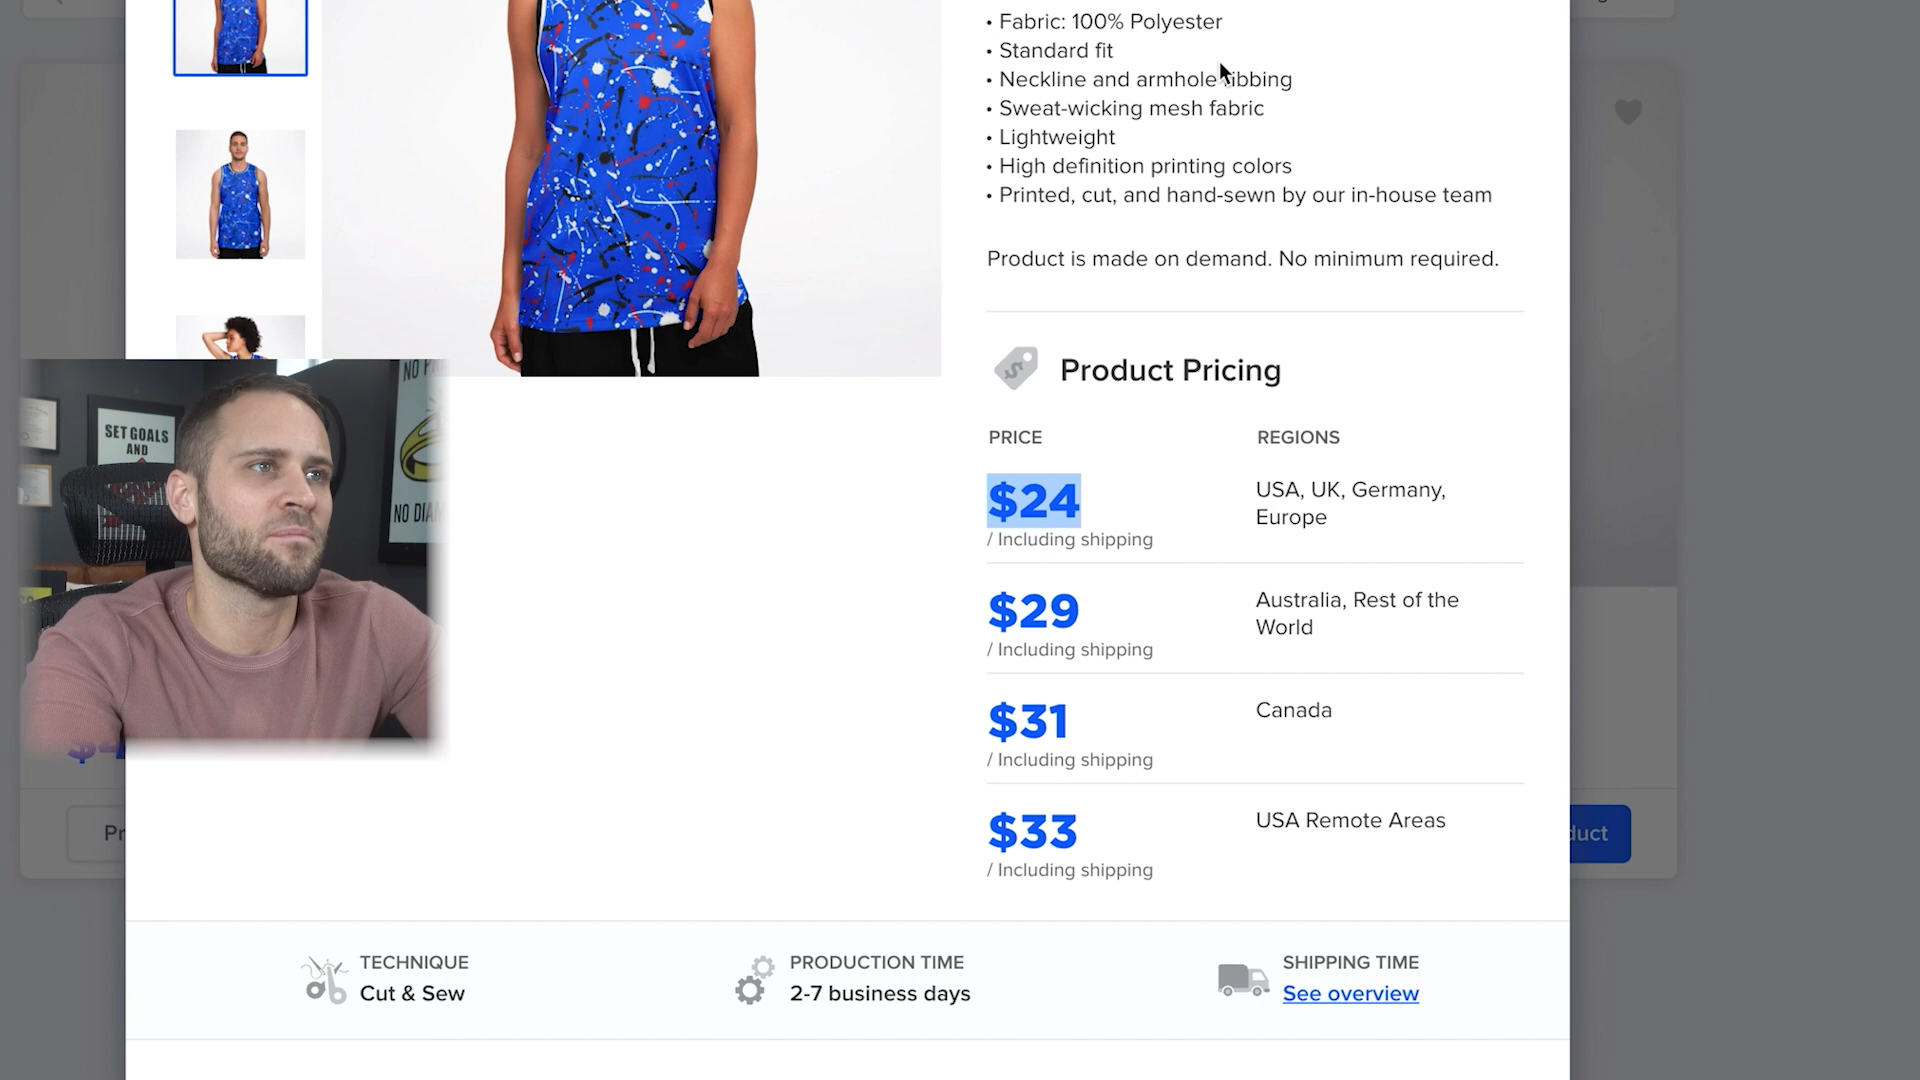 • Fabric: 100% Polyester
• Standard fit
• Neckline and armhole ribbing
• Sweat-wicking mesh fabric
• Lightweight
• High definition printing colors
• Printed, cut, and hand-sewn by our in-house team
Product is made on demand. No minimum required.
Product Pricing
PRICE
REGIONS
$24
/ Including shipping
USA, UK, Germany,
Europe
$29
/ Including shipping
Australia, Rest of the
World
$31
/ Including shipping
Canada
$33
/ Including shipping
USA Remote Areas
SET GOALS
AND
TECHNIQUE
Cut & Sew
PRODUCTION TIME
2-7 business days
SHIPPING TIME
See overview